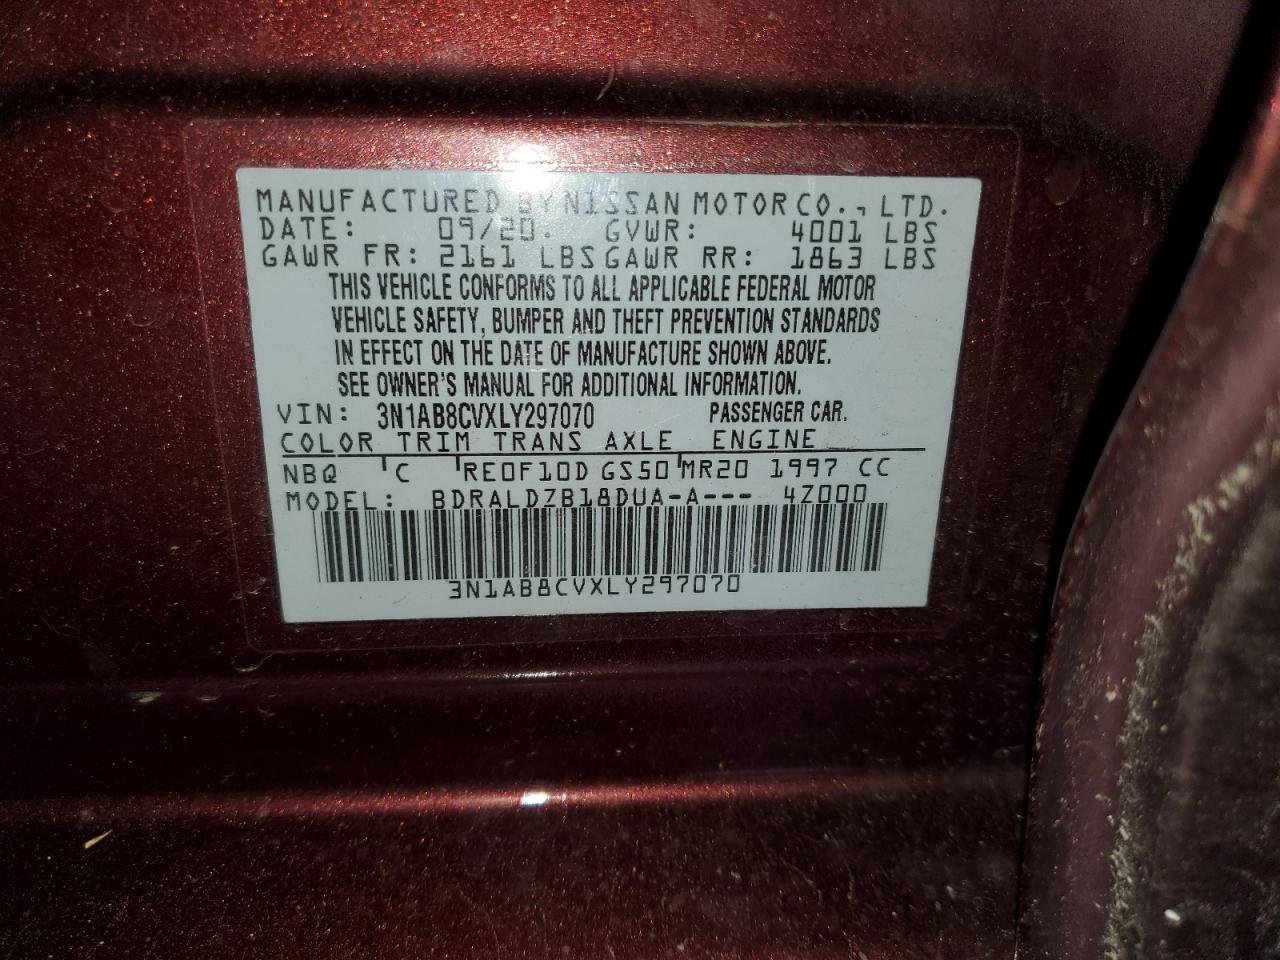 MANUFACTURED BY NISSAN MOTOR CO., LTD.
DATE: 09/20. GVWR: 4001 LBS
GAWR FR: 2161 LBS GAWR RR: 1863 LBS
THIS VEHICLE CONFORMS TO ALL APPLICABLE FEDERAL MOTOR
VEHICLE SAFETY, BUMPER AND THEFT PREVENTION STANDARDS
IN EFFECT ON THE DATE OF MANUFACTURE SHOWN ABOVE.
SEE OWNER'S MANUAL FOR ADDITIONAL INFORMATION.
VIN: 3N1AB8CVXLY297070 PASSENGER CAR.
COLOR TRIM TRANS AXLE ENGINE
NBQ C RE0F10D GS50 MR20 1997 CC
MODEL: BDRALDZB18DUA-A--- 4Z000
3N1AB8CVXLY297070